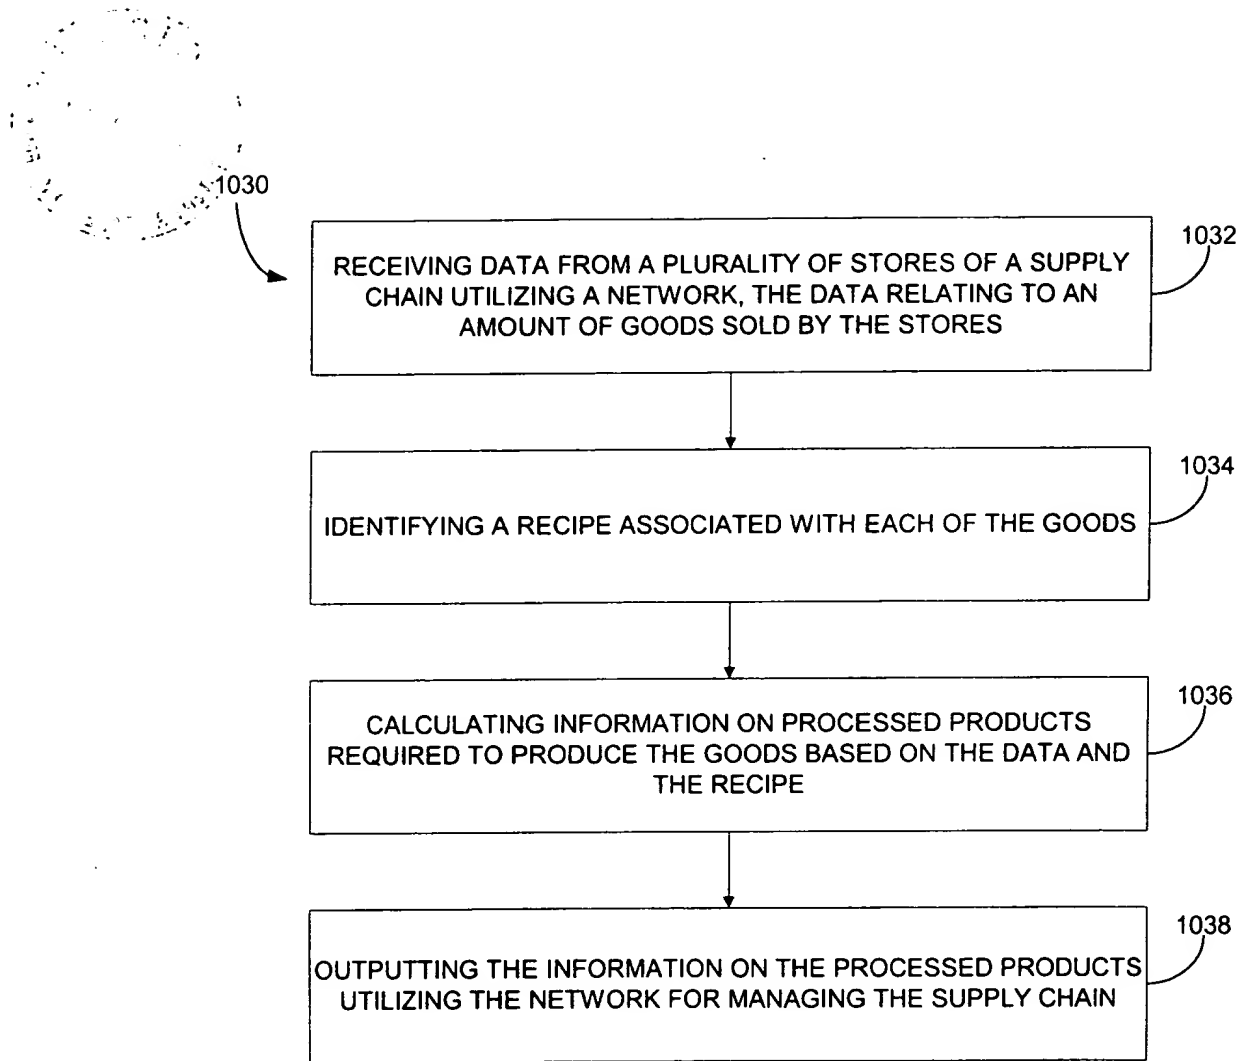 1030
1032
RECEIVING DATA FROM A PLURALITY OF STORES OF A SUPPLY
CHAIN UTILIZING A NETWORK, THE DATA RELATING TO AN
AMOUNT OF GOODS SOLD BY THE STORES
1034
IDENTIFYING A RECIPE ASSOCIATED WITH EACH OF THE GOODS
1036
CALCULATING INFORMATION ON PROCESSED PRODUCTS
REQUIRED TO PRODUCE THE GOODS BASED ON THE DATA AND
THE RECIPE
1038
OUTPUTTING THE INFORMATION ON THE PROCESSED PRODUCTS
UTILIZING THE NETWORK FOR MANAGING THE SUPPLY CHAIN